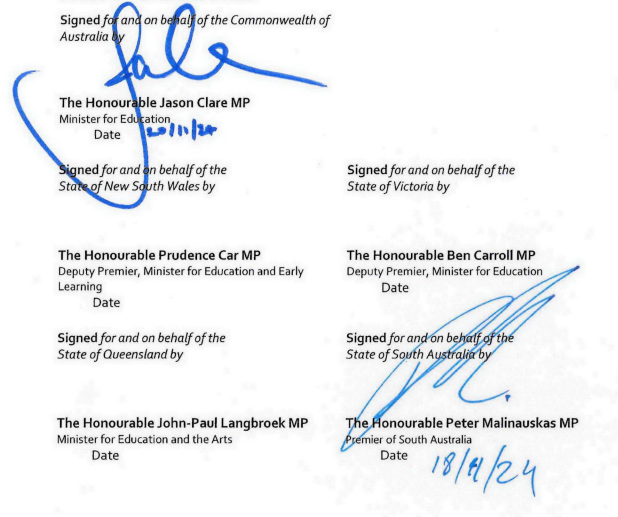 Signed for and on behalf of the Commonwealth of
Australia by
The Honourable Jason Clare MP
Minister for Education
Date 20/11/24
Signed for and on behalf of the
State of New South Wales by
Signed for and on behalf of the
State of Victoria by
The Honourable Prudence Car MP
Deputy Premier, Minister for Education and Early
Learning
Date
The Honourable Ben Carroll MP
Deputy Premier, Minister for Education
Date
Signed for and on behalf of the
State of Queensland by
Signed for and on behalf of the
State of South Australia by
The Honourable John-Paul Langbroek MP
Minister for Education and the Arts
Date
The Honourable Peter Malinauskas MP
Premier of South Australia
Date